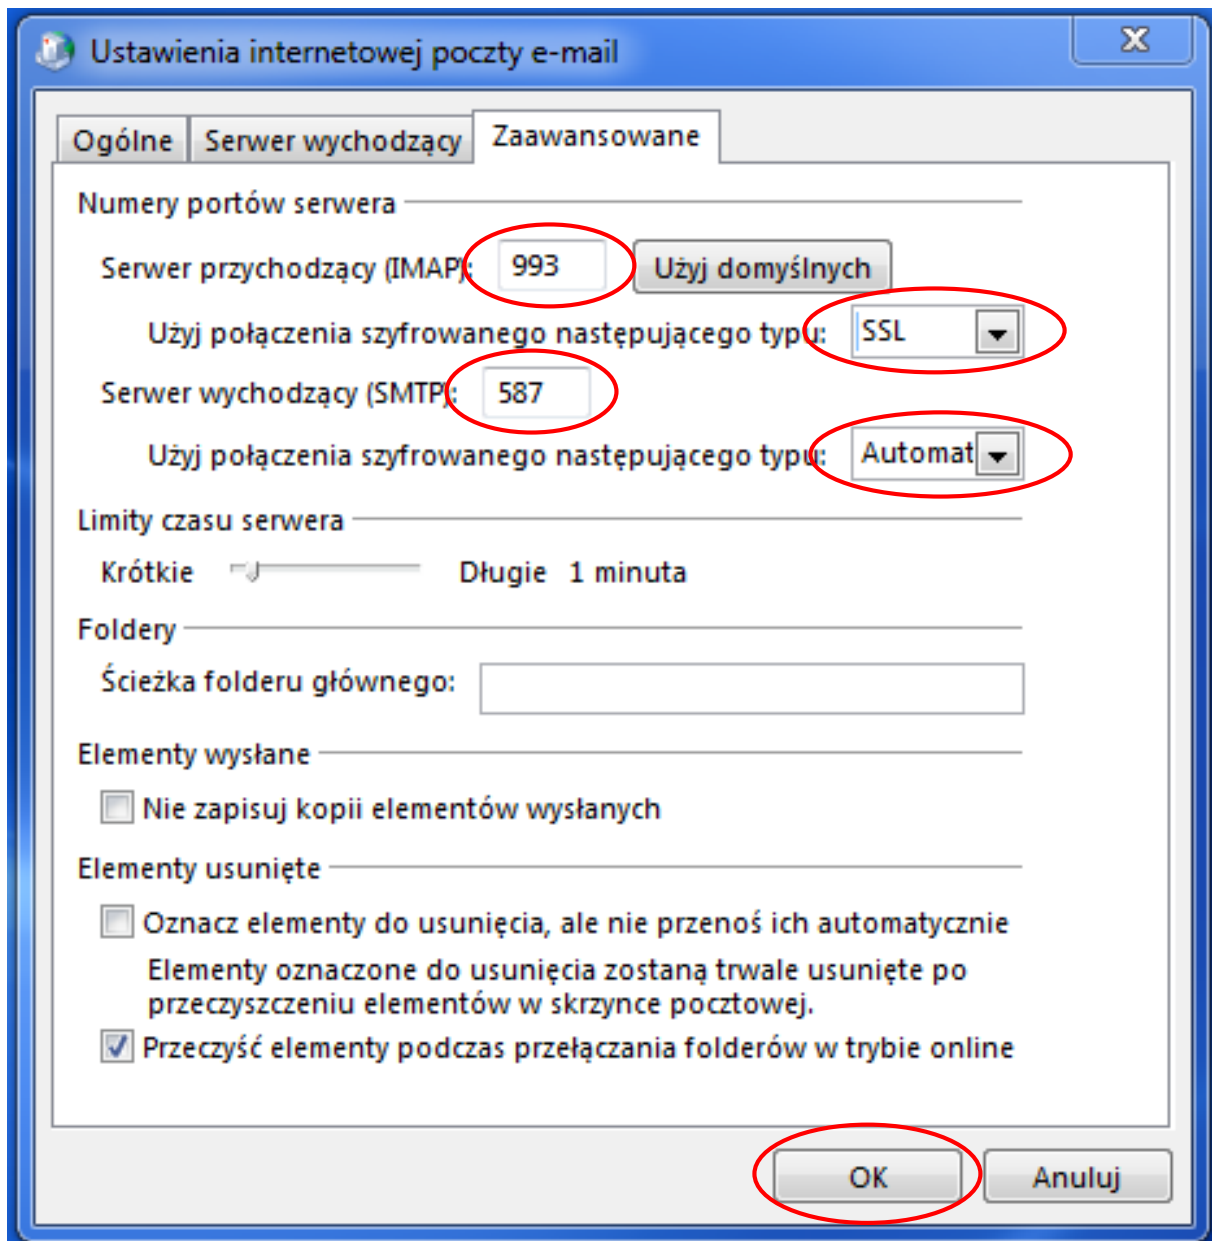 Ustawienia internetowej poczty e-mail
Ogólne Serwer wychodzący Zaawansowane
Numery portów serwera
Serwer przychodzący (IMAP): 993 Użyj domyślnych
Użyj połączenia szyfrowanego następującego typu: SSL
Serwer wychodzący (SMTP): 587
Użyj połączenia szyfrowanego następującego typu: Automat
Limity czasu serwera
Krótkie Długie 1 minuta
Foldery
Ścieżka folderu głównego:
Elementy wysłane
Nie zapisuj kopii elementów wysłanych
Elementy usunięte
Oznacz elementy do usunięcia, ale nie przenoś ich automatycznie
Elementy oznaczone do usunięcia zostaną trwale usunięte po
przeczyszczeniu elementów w skrzynce pocztowej.
Przeczyść elementy podczas przełączania folderów w trybie online
OK Anuluj